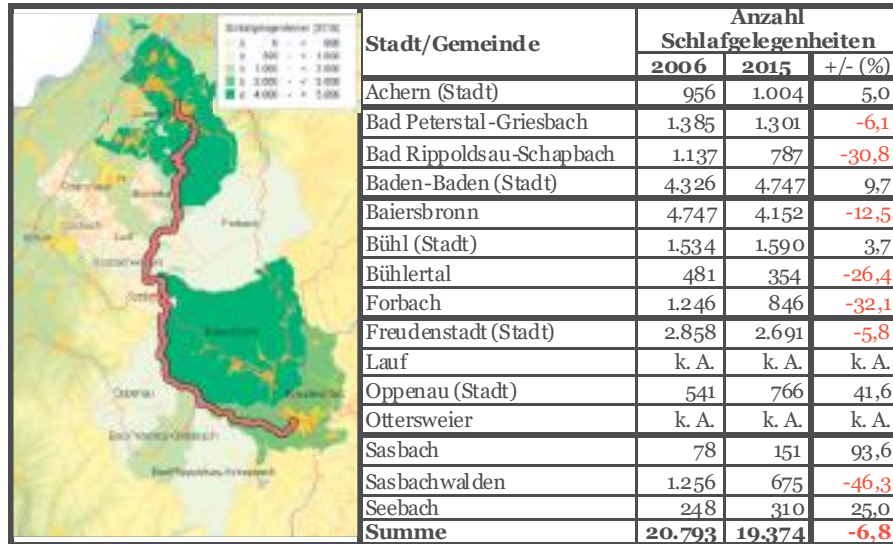 Schlafgelegenheiten (2015)
Forbach
Lauf
Oppenau
Stadt/Gemeinde
Anzahl
Schlafgelegenheiten
2006 2015 +/- (%)
Achern (Stadt) 956 1.004 5,0
Bad Peterstal-Griesbach 1.385 1.301 -6,1
Bad Rippoldsau-Schapbach 1.137 787 -30,8
Baden-Baden (Stadt) 4.326 4.747 9,7
Baiersbronn 4.747 4.152 -12,5
Bühl (Stadt) 1.534 1.590 3,7
Bühlertal 481 354 -26,4
Forbach 1.246 846 -32,1
Freudenstadt (Stadt) 2.858 2.691 -5,8
Lauf k. A. k. A. k. A.
Oppenau (Stadt) 541 766 41,6
Ottersweier k. A. k. A. k. A.
Sasbach 78 151 93,6
Sasbachwalden 1.256 675 -46,3
Seebach 248 310 25,0
Summe 20.793 19.374 -6,8